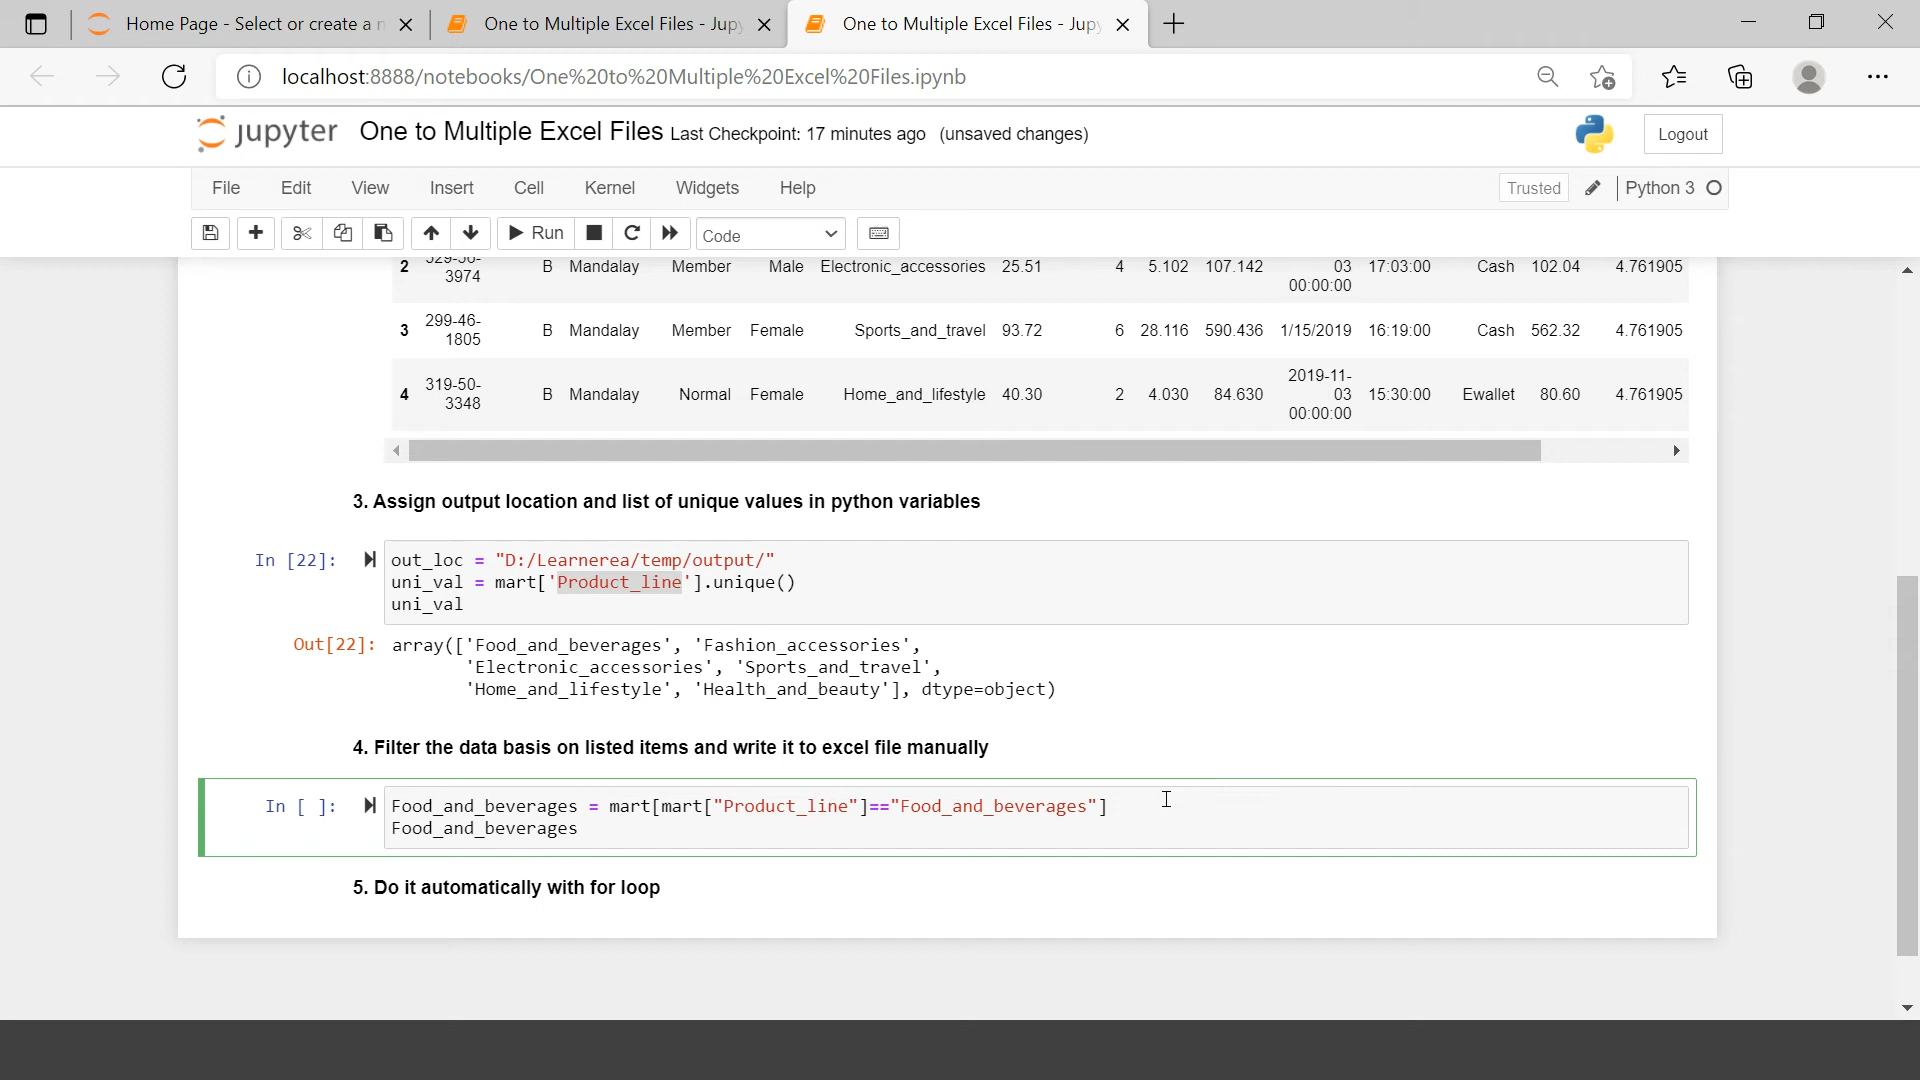 Home Page - Select or create a n
One to Multiple Excel Files - Jup
One to Multiple Excel Files - Jup
localhost:8888/notebooks/One%20to%20Multiple%20Excel%20Files.ipynb
jupyter One to Multiple Excel Files Last Checkpoint: 17 minutes ago (unsaved changes)
Logout
File Edit View Insert Cell Kernel Widgets Help
Trusted Python 3
Run Code
2 329-56-3974 B Mandalay Member Male Electronic_accessories 25.51 4 5.102 107.142 03 00:00:00 17:03:00 Cash 102.04 4.761905
3 299-46-1805 B Mandalay Member Female Sports_and_travel 93.72 6 28.116 590.436 1/15/2019 16:19:00 Cash 562.32 4.761905
4 319-50-3348 B Mandalay Normal Female Home_and_lifestyle 40.30 2 4.030 84.630 2019-11-03 00:00:00 15:30:00 Ewallet 80.60 4.761905
3. Assign output location and list of unique values in python variables
In [22]: out_loc = "D:/Learnerea/temp/output/"
uni_val = mart['Product_line'].unique()
uni_val
Out[22]: array(['Food_and_beverages', 'Fashion_accessories',
'Electronic_accessories', 'Sports_and_travel',
'Home_and_lifestyle', 'Health_and_beauty'], dtype=object)
4. Filter the data basis on listed items and write it to excel file manually
In [ ]: Food_and_beverages = mart[mart["Product_line"]=="Food_and_beverages"]
Food_and_beverages
5. Do it automatically with for loop